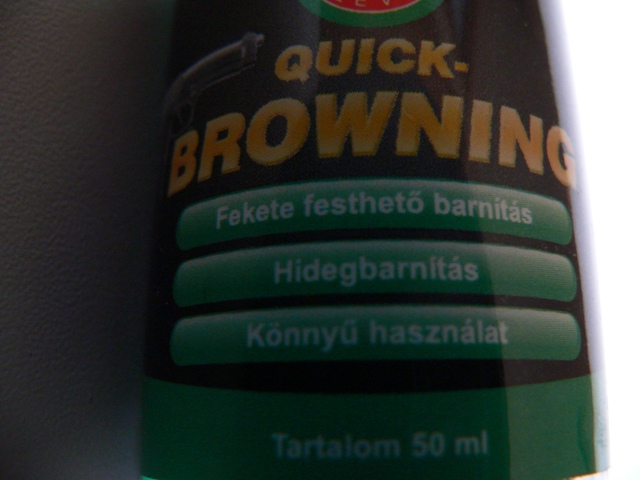 QUICK-
BROWNING
Fekete festhető barnítás
Hidegbarnítás
Könnyű használat
Tartalom 50 ml